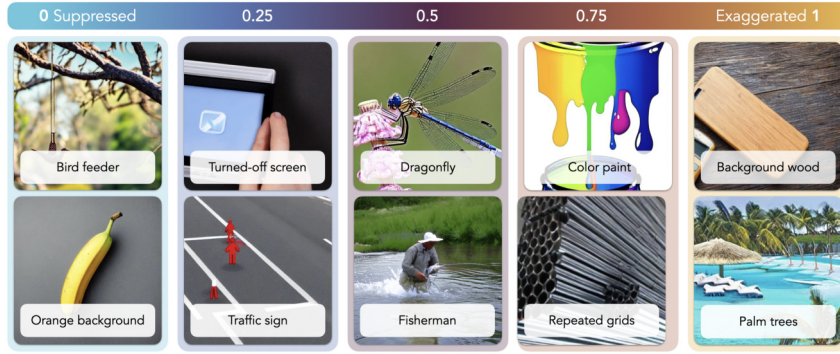 0 Suppressed 0.25 0.5 0.75 Exaggerated 1
Bird feeder
Turned-off screen
Dragonfly
Color paint
Background wood
Orange background
Traffic sign
Fisherman
Repeated grids
Palm trees